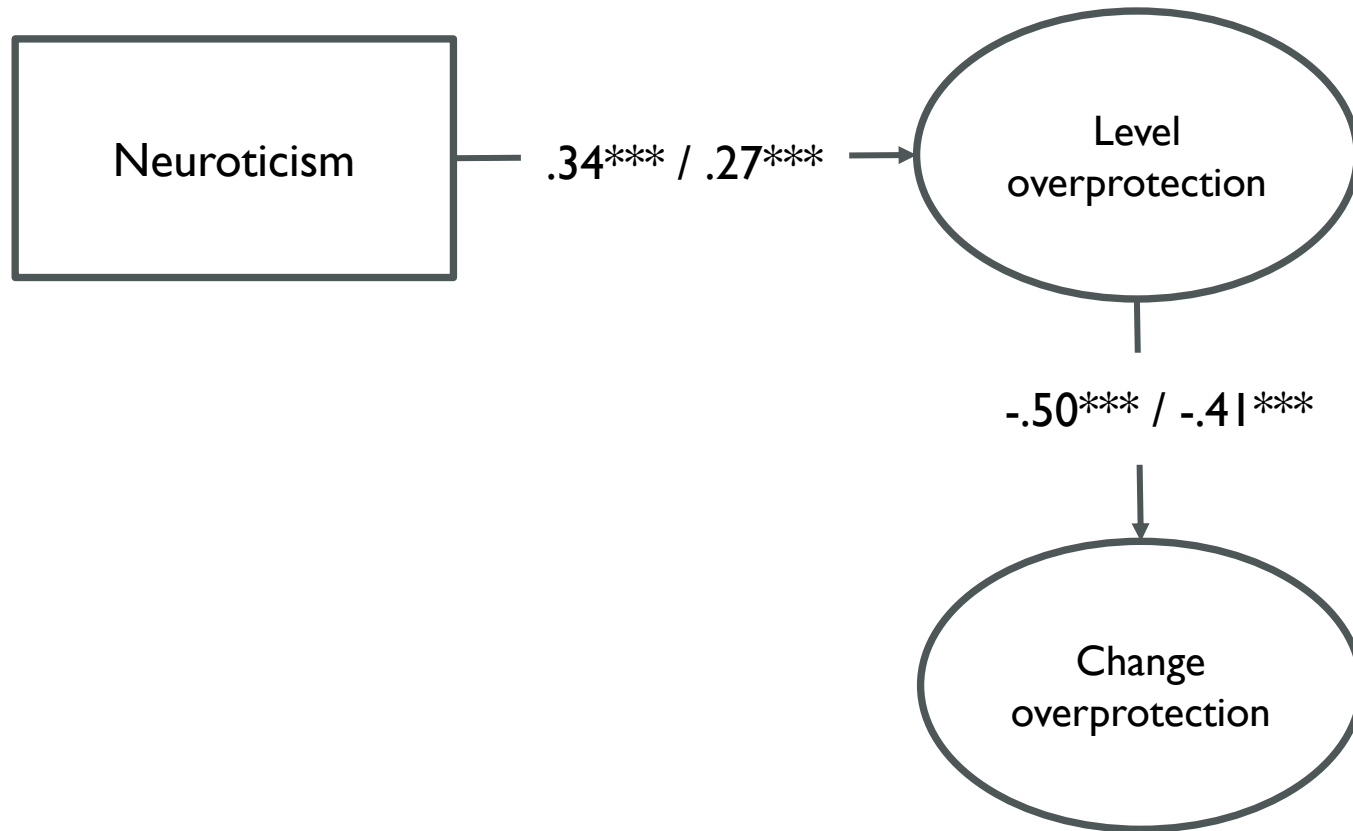 Neuroticism
.34*** / .27***
Level
overprotection
-.50*** / -.41***
Change
overprotection